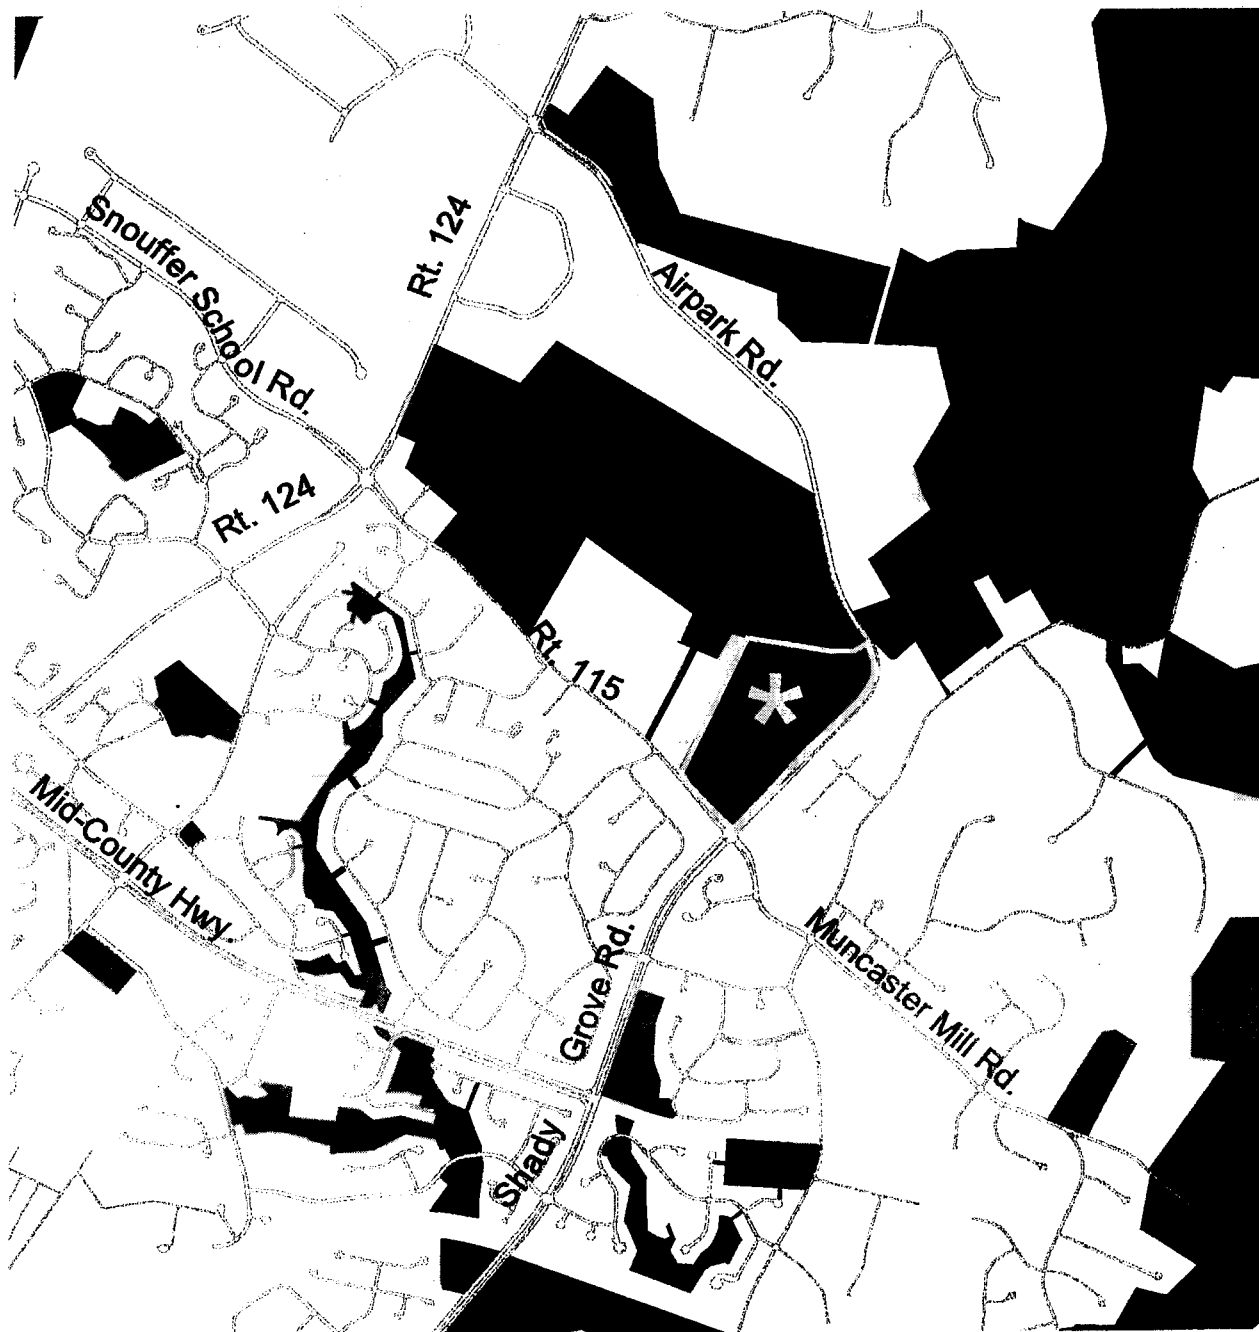 Snouffer School Rd.
Rt. 124
Airpark Rd.
Rt. 124
Rt. 115
Mid-County Hwy.
Grove Rd.
Shady
Muncaster Mill Rd.